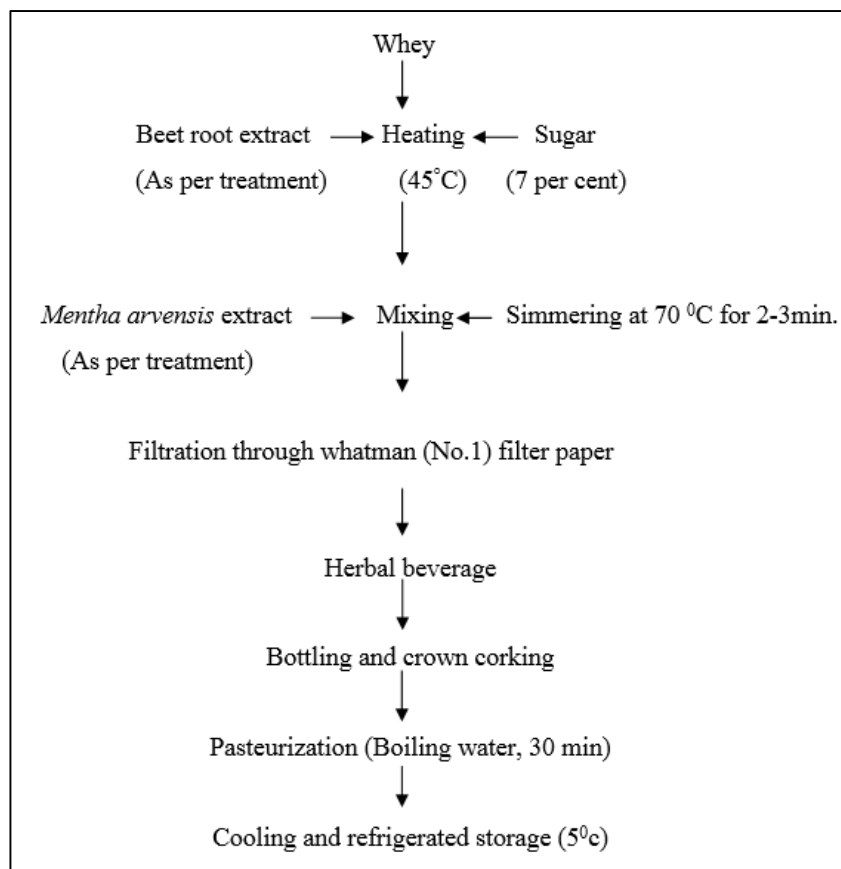 Whey
Beet root extract Heating Sugar
(As per treatment) (45°C) (7 per cent)
Mentha arvensis extract Mixing Simmering at 70 ⁰C for 2-3min.
(As per treatment)
Filtration through whatman (No.1) filter paper
Herbal beverage
Bottling and crown corking
Pasteurization (Boiling water, 30 min)
Cooling and refrigerated storage (5⁰c)